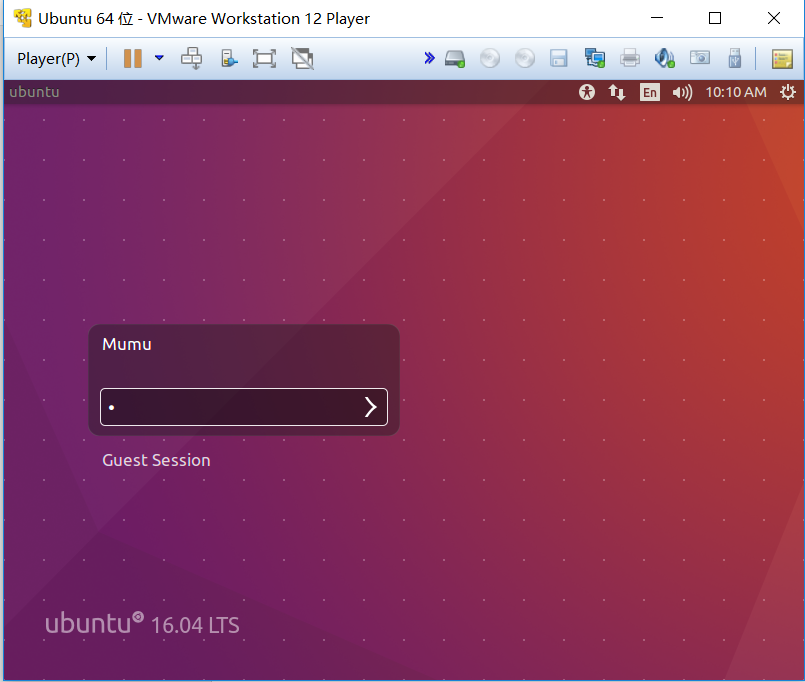 Ubuntu 64 位 - VMware Workstation 12 Player
Player(P)
ubuntu
En
10:10 AM
Mumu
Guest Session
ubuntu® 16.04 LTS